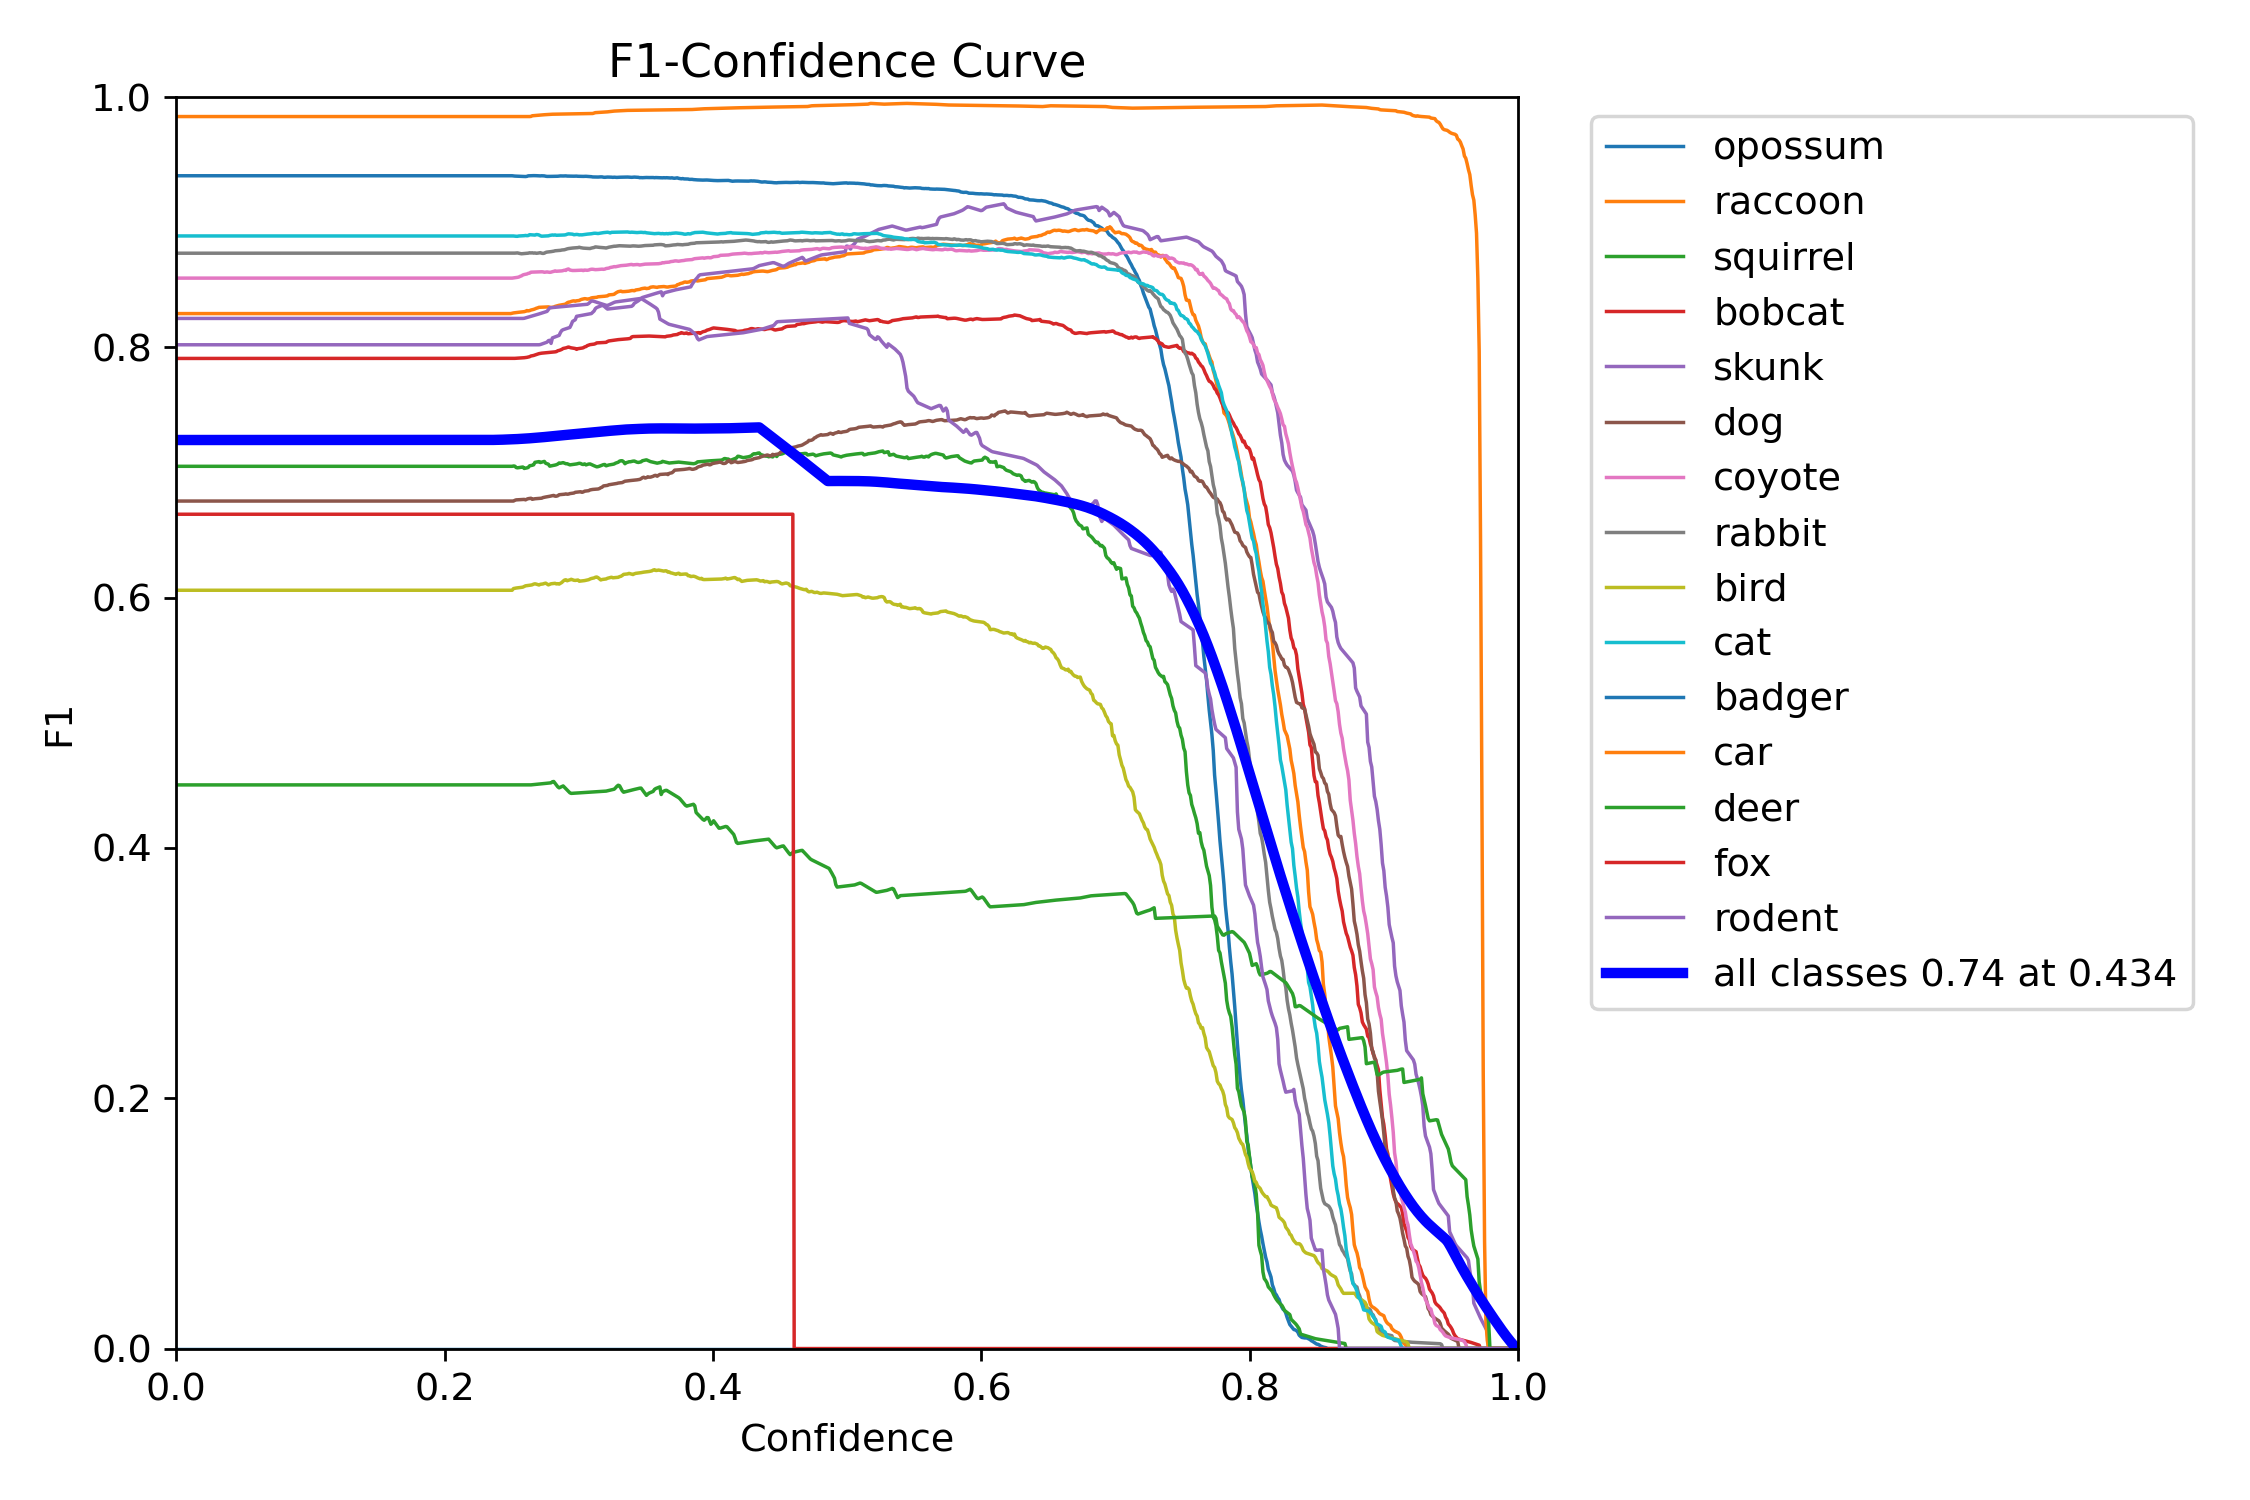 F1-Confidence Curve
1.0
0.8
0.6
0.4
0.2
0.0
F1
0.0 0.2 0.4 0.6 0.8 1.0
Confidence
opossum
raccoon
squirrel
bobcat
skunk
dog
coyote
rabbit
bird
cat
badger
car
deer
fox
rodent
all classes 0.74 at 0.434